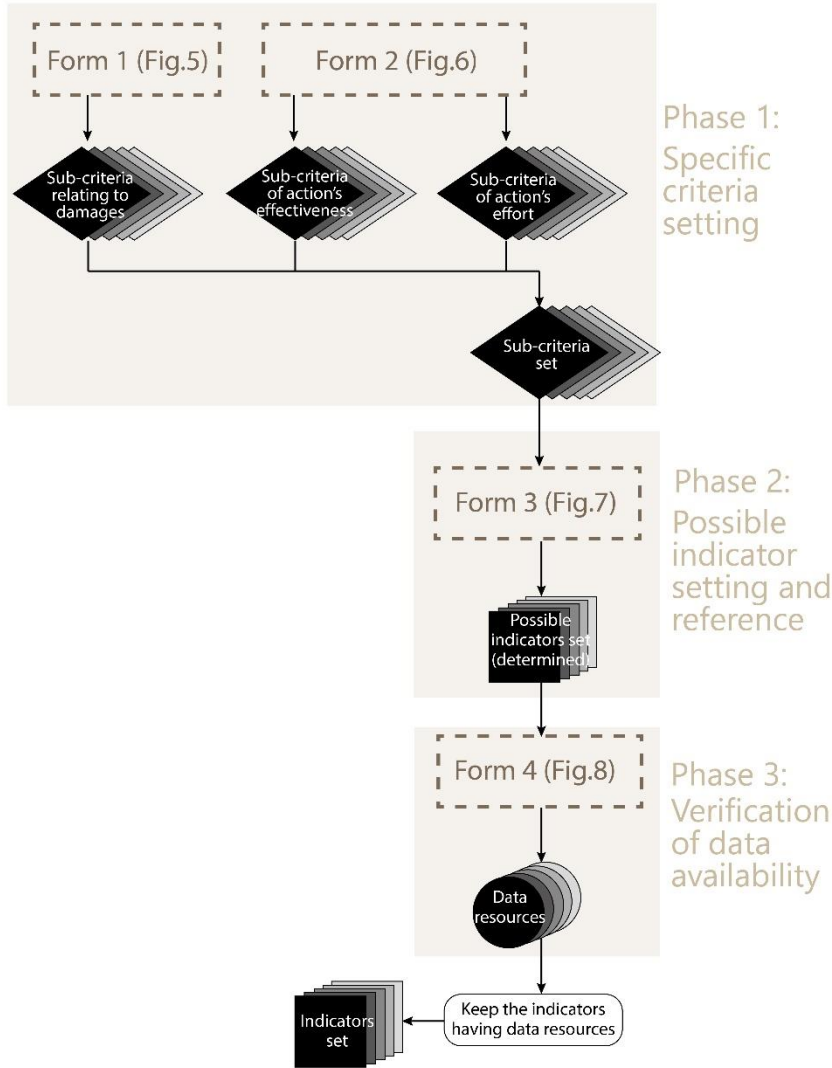 Form 1 (Fig.5)
Form 2 (Fig.6)
Phase 1:
Specific
criteria
setting
Sub-criteria
relating to
damages
Sub-criteria
of action's
effectiveness
Sub-criteria
of action's
effort
Sub-criteria
set
Form 3 (Fig.7)
Phase 2:
Possible
indicator
setting and
reference
Possible
indicators set
(determined)
Form 4 (Fig.8)
Phase 3:
Verification
of data
availability
Data
resources
Keep the indicators
having data resources
Indicators
set